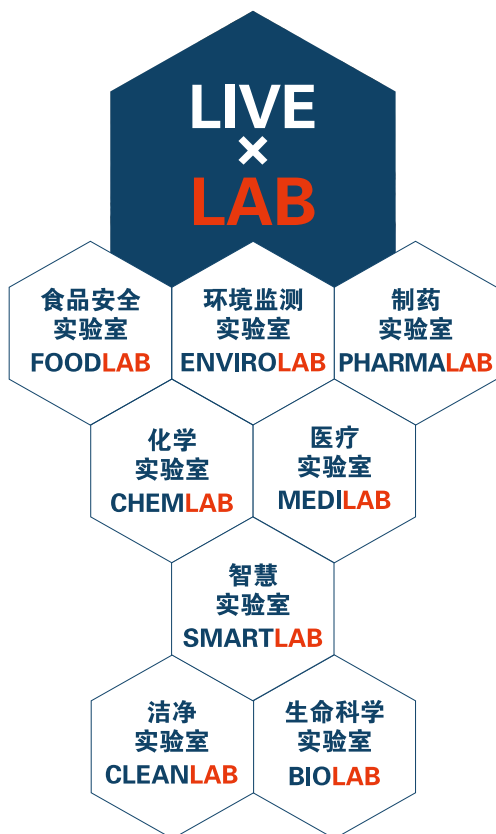 LIVE
×
LAB
食品安全
实验室
FOODLAB
环境监测
实验室
ENVIROLAB
制药
实验室
PHARMALAB
化学
实验室
CHEMLAB
医疗
实验室
MEDILAB
智慧
实验室
SMARTLAB
洁净
实验室
CLEANLAB
生命科学
实验室
BIOLAB